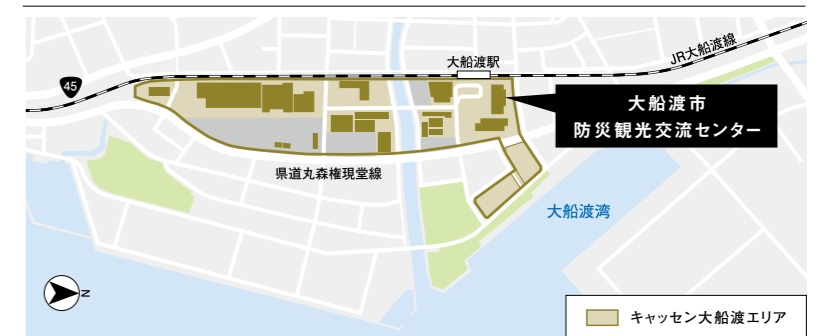 JR大船渡線
大船渡駅
45
大船渡市
防災観光交流センター
県道丸森権現堂線
大船渡湾
N
キャッセン大船渡エリア